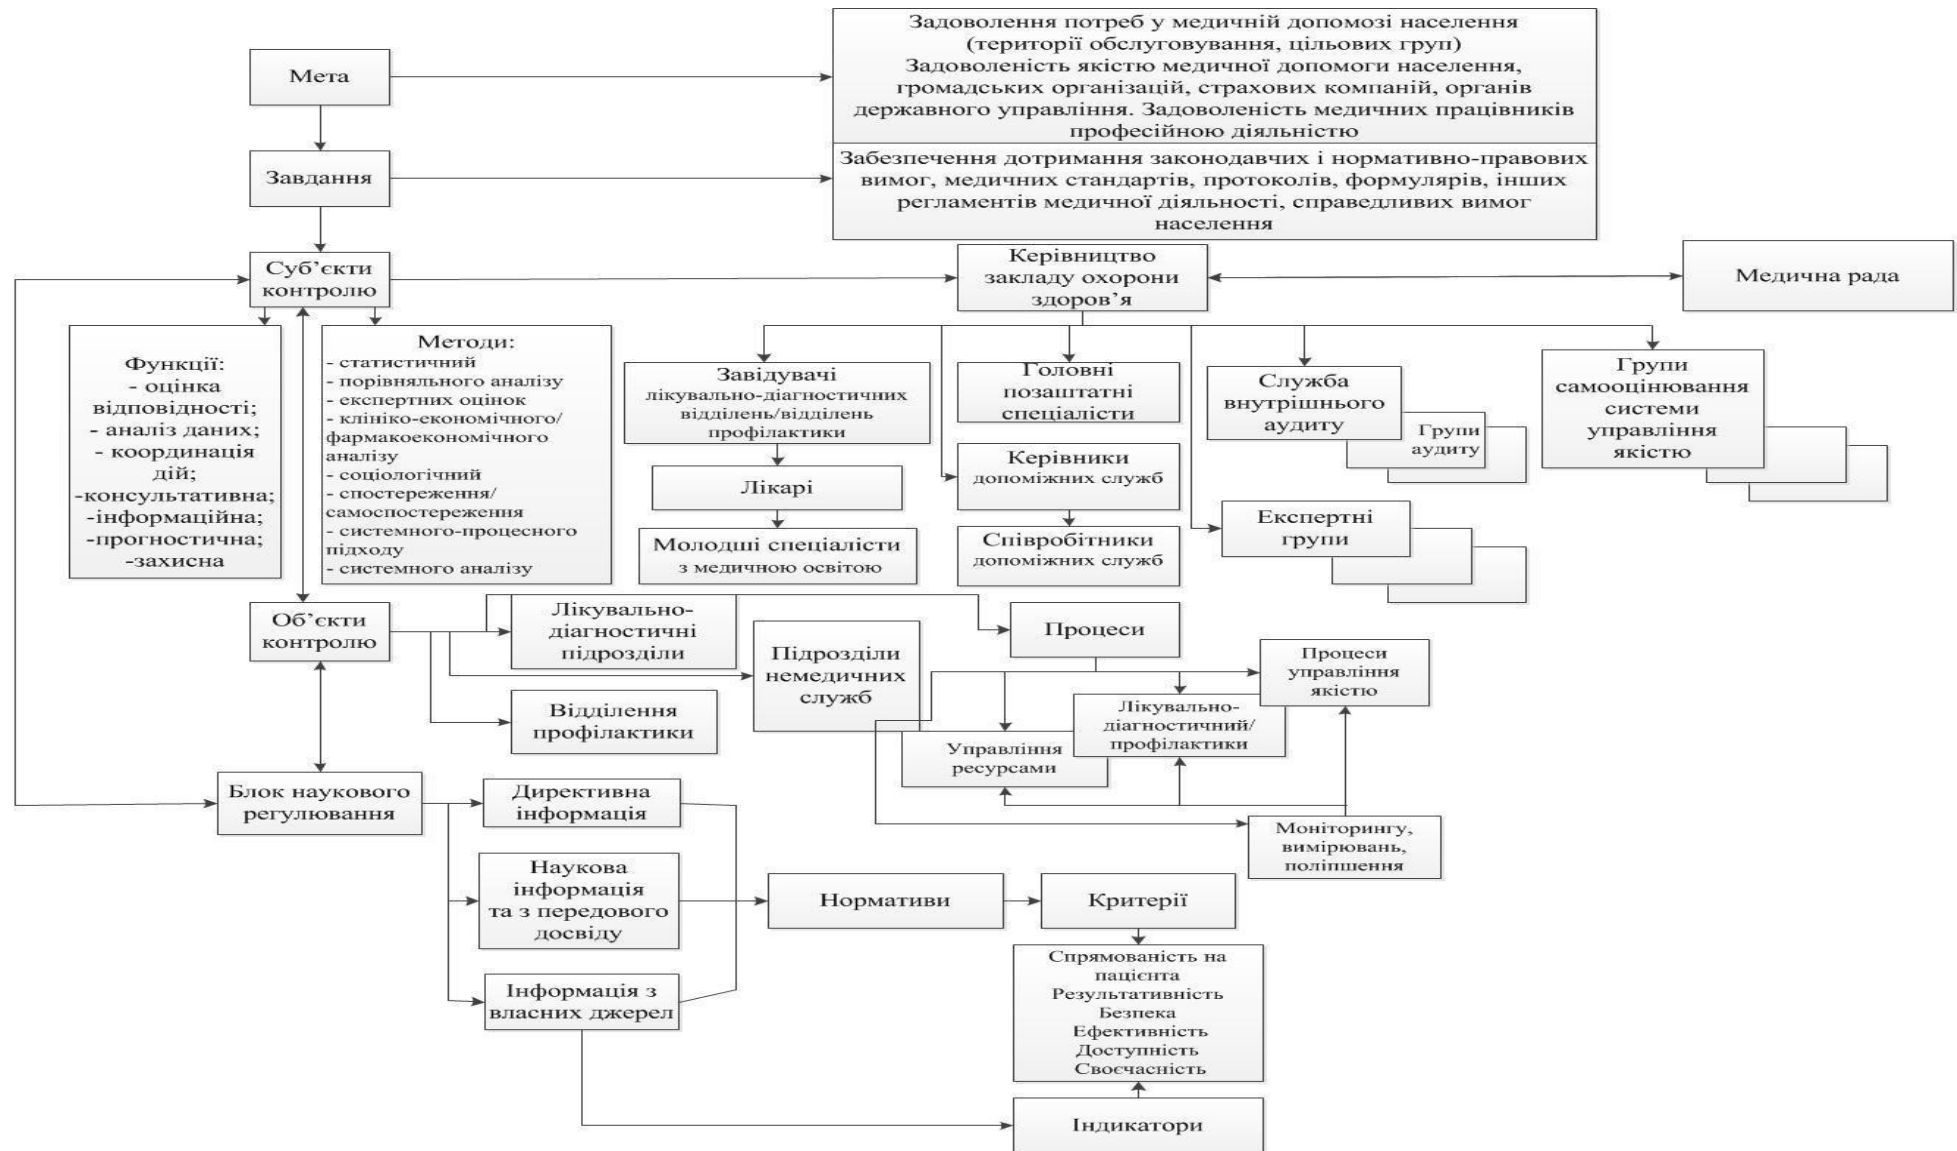 Мета
Задоволення потреб у медичній допомозі населення
(території обслуговування, цільових груп)
Задоволеність якістю медичної допомоги населення,
громадських організацій, страхових компаній, органів
державного управління. Задоволеність медичних працівників
професійною діяльністю
Завдання
Забезпечення дотримання законодавчих і нормативно-правових
вимог, медичних стандартів, протоколів, формулярів, інших
регламентів медичної діяльності, справедливих вимог
населення
Суб’єкти
контролю
Керівництво
закладу охорони
здоров’я
Медична рада
Функції:
- оцінка
відповідності;
- аналіз даних;
- координація
дій;
-консультативна;
-інформаційна;
-прогностична;
-захисна
Методи:
- статистичний
- порівняльного аналізу
- експертних оцінок
- клініко-економічного/
фармакоекономічного
аналізу
- соціологічний
- спостереження/
самоспостереження
- системного-процесного
підходу
- системного аналізу
Завідувачі
лікувально-діагностичних
відділень/відділень
профілактики
Лікарі
Молодші спеціалісти
з медичною освітою
Головні
позаштатні
спеціалісти
Керівники
допоміжних служб
Співробітники
допоміжних служб
Служба
внутрішнього
аудиту
Групи
аудиту
Експертні
групи
Групи
самооцінювання
системи
управління
якістю
Об’єкти
контролю
Лікувально-
діагностичні
підрозділи
Відділення
профілактики
Підрозділи
немедичних
служб
Процеси
Процеси
управління
якістю
Лікувально-
діагностичний/
профілактики
Управління
ресурсами
Моніторингу,
вимірювань,
поліпшення
Блок наукового
регулювання
Директивна
інформація
Наукова
інформація
та з передового
досвіду
Інформація з
власних джерел
Нормативи
Критерії
Спрямованість на
пацієнта
Результативність
Безпека
Ефективність
Доступність
Своєчасність
Індикатори